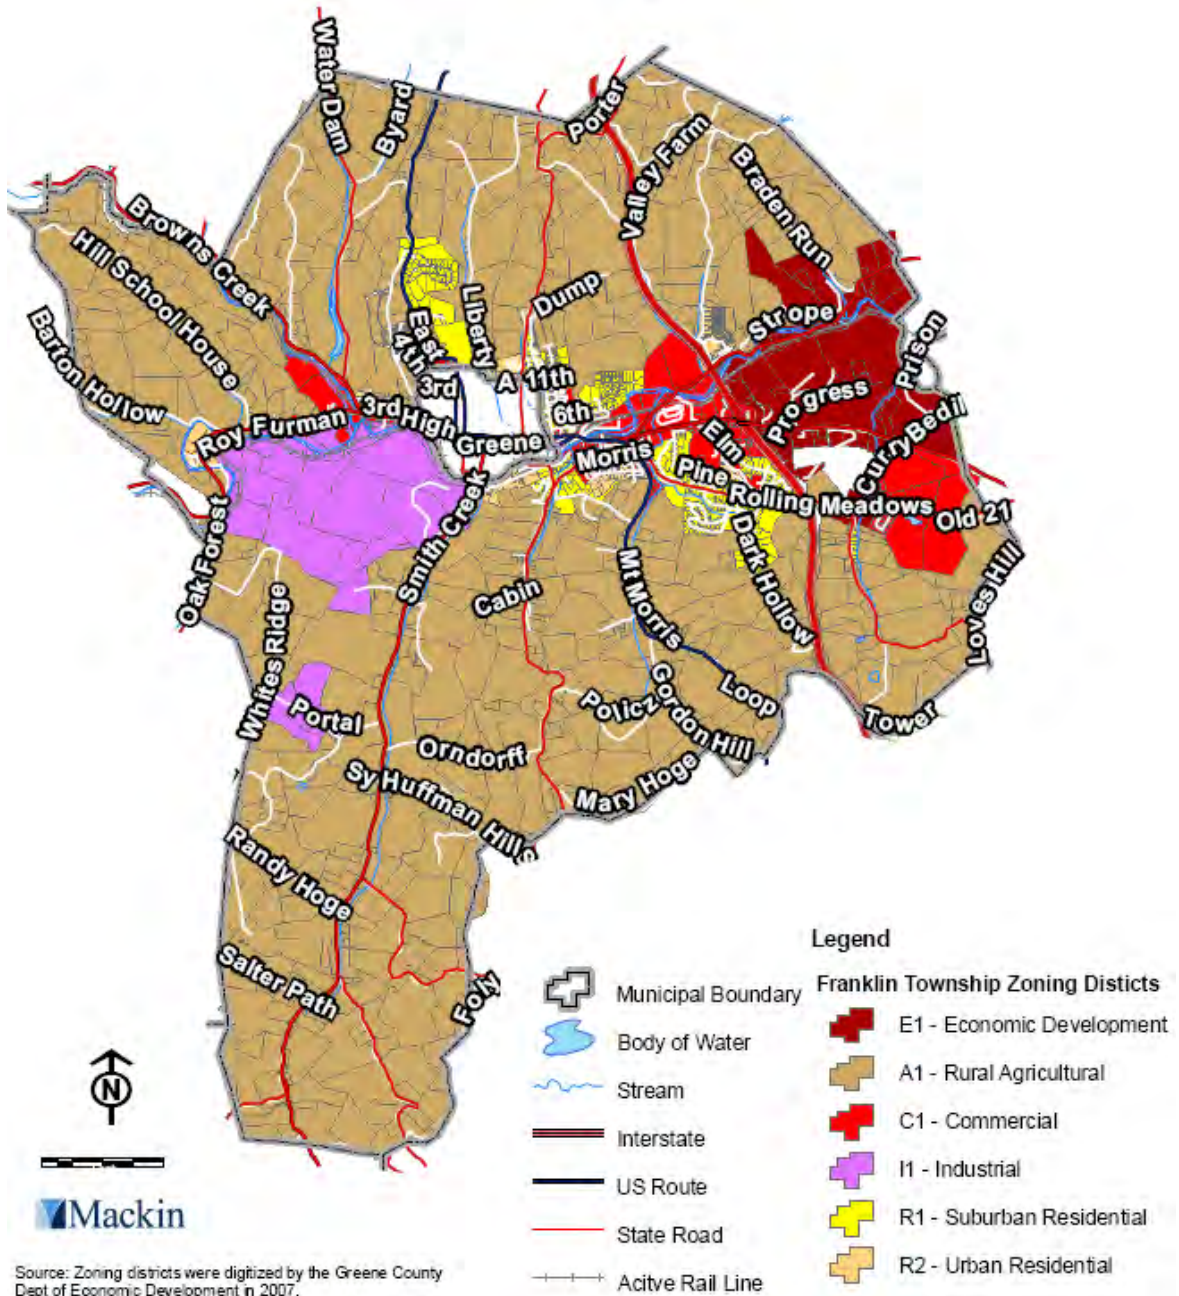 Water Dam
Byard
Porter
Valley Farm
Braden Run
Browns Creek
Hill School House
Barton Hollow
Liberty
Dump
Strope
Prison
East
4th
3rd
A
11th
6th
Progress
Bedil
Curry
Roy Furman
3rd
High
Greene
Morris
Elm
Pine
Rolling Meadows
Old 21
Oak Forest
Smith Creek
Cabin
Mt Morris
Dark Hollow
Loves Hill
Whites Ridge
Portal
Policz
Gordon Hill
Loop
Tower
Orndorff
Sy Huffman Hills
Mary Hoge
Randy Hoge
Salter Path
Foly
N
Mackin
Source: Zoning districts were digitized by the Greene County
Dept of Economic Development in 2007.
Legend
Municipal Boundary
Body of Water
Stream
Interstate
US Route
State Road
Acitve Rail Line
Franklin Township Zoning Disticts
E1 - Economic Development
A1 - Rural Agricultural
C1 - Commercial
I1 - Industrial
R1 - Suburban Residential
R2 - Urban Residential